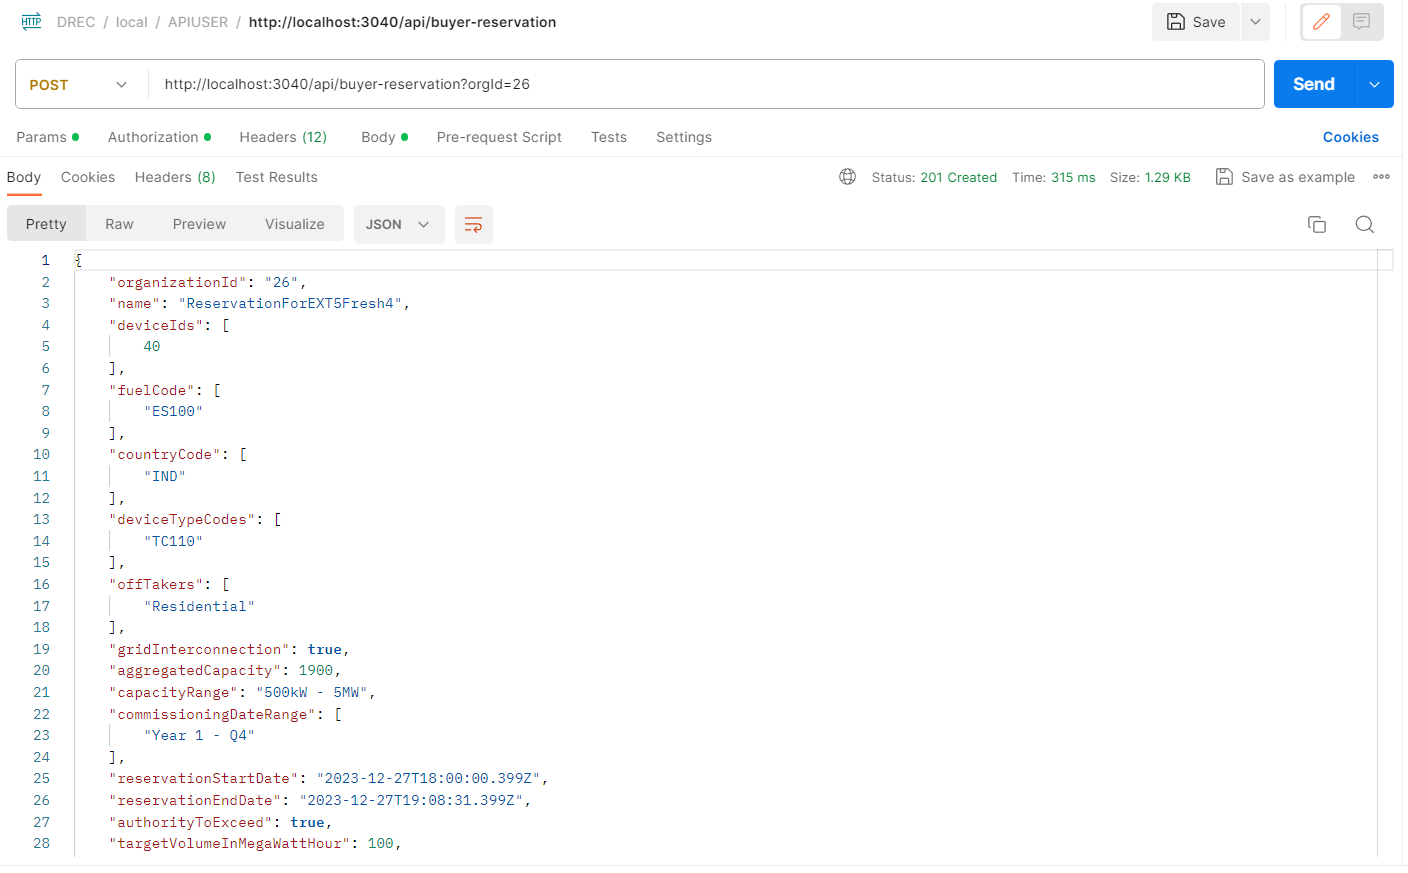 HTTP DREC / local / APIUSER / http://localhost:3040/api/buyer-reservation Save
POST http://localhost:3040/api/buyer-reservation?orgId=26 Send
Params Authorization Headers (12) Body Pre-request Script Tests Settings Cookies
Body Cookies Headers (8) Test Results Status: 201 Created Time: 315 ms Size: 1.29 KB Save as example
Pretty Raw Preview Visualize JSON
1 {
2 "organizationId": "26",
3 "name": "ReservationForEXT5Fresh4",
4 "deviceIds": [
5 40
6 ],
7 "fuelCode": [
8 "ES100"
9 ],
10 "countryCode": [
11 "IND"
12 ],
13 "deviceTypeCodes": [
14 "TC110"
15 ],
16 "offTakers": [
17 "Residential"
18 ],
19 "gridInterconnection": true,
20 "aggregatedCapacity": 1900,
21 "capacityRange": "500kW - 5MW",
22 "commissioningDateRange": [
23 "Year 1 - Q4"
24 ],
25 "reservationStartDate": "2023-12-27T18:00:00.399Z",
26 "reservationEndDate": "2023-12-27T19:08:31.399Z",
27 "authorityToExceed": true,
28 "targetVolumeInMegaWattHour": 100,